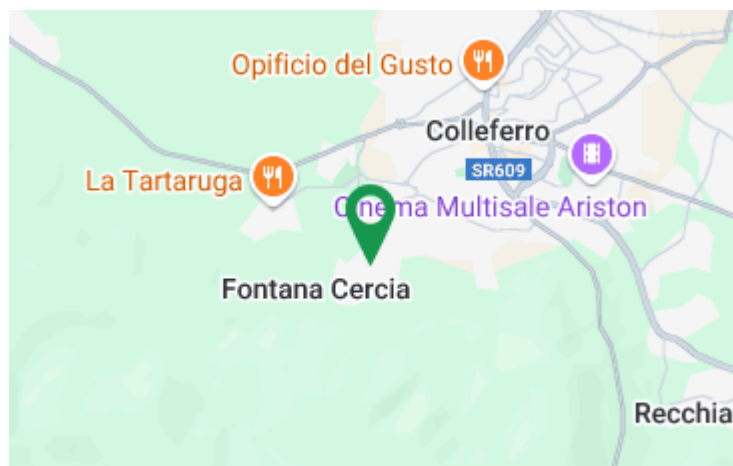 Opificio del Gusto
Colleferro
SR609
La Tartaruga
Cinema Multisale Ariston
Fontana Cercia
Recchia